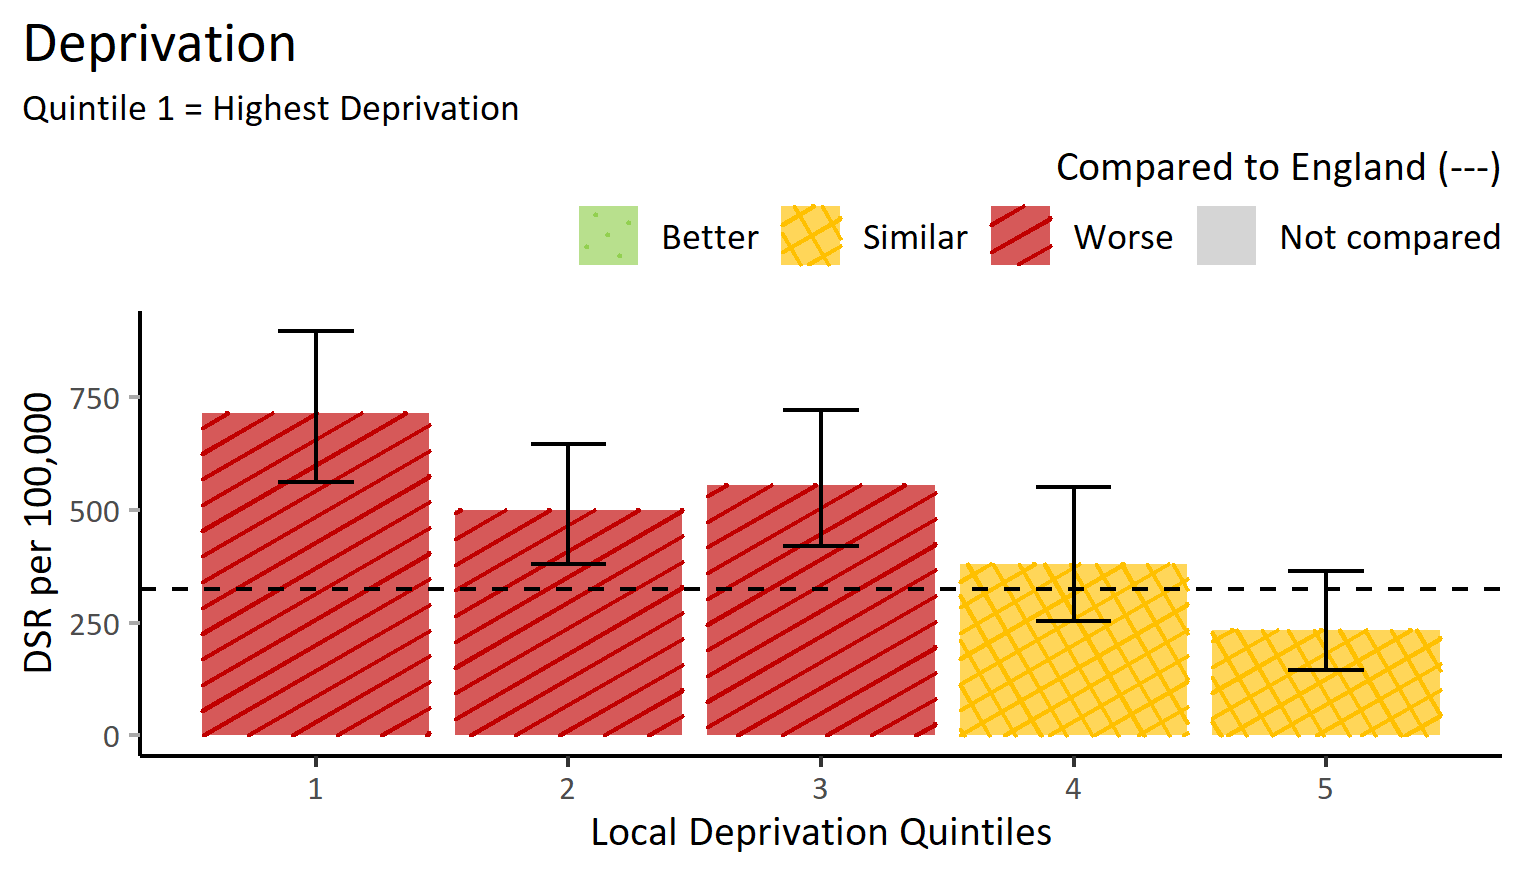 Deprivation
Quintile 1 = Highest Deprivation
Compared to England (---)
Better Similar Worse Not compared
DSR per 100,000
750
500
250
0
1 2 3 4 5
Local Deprivation Quintiles